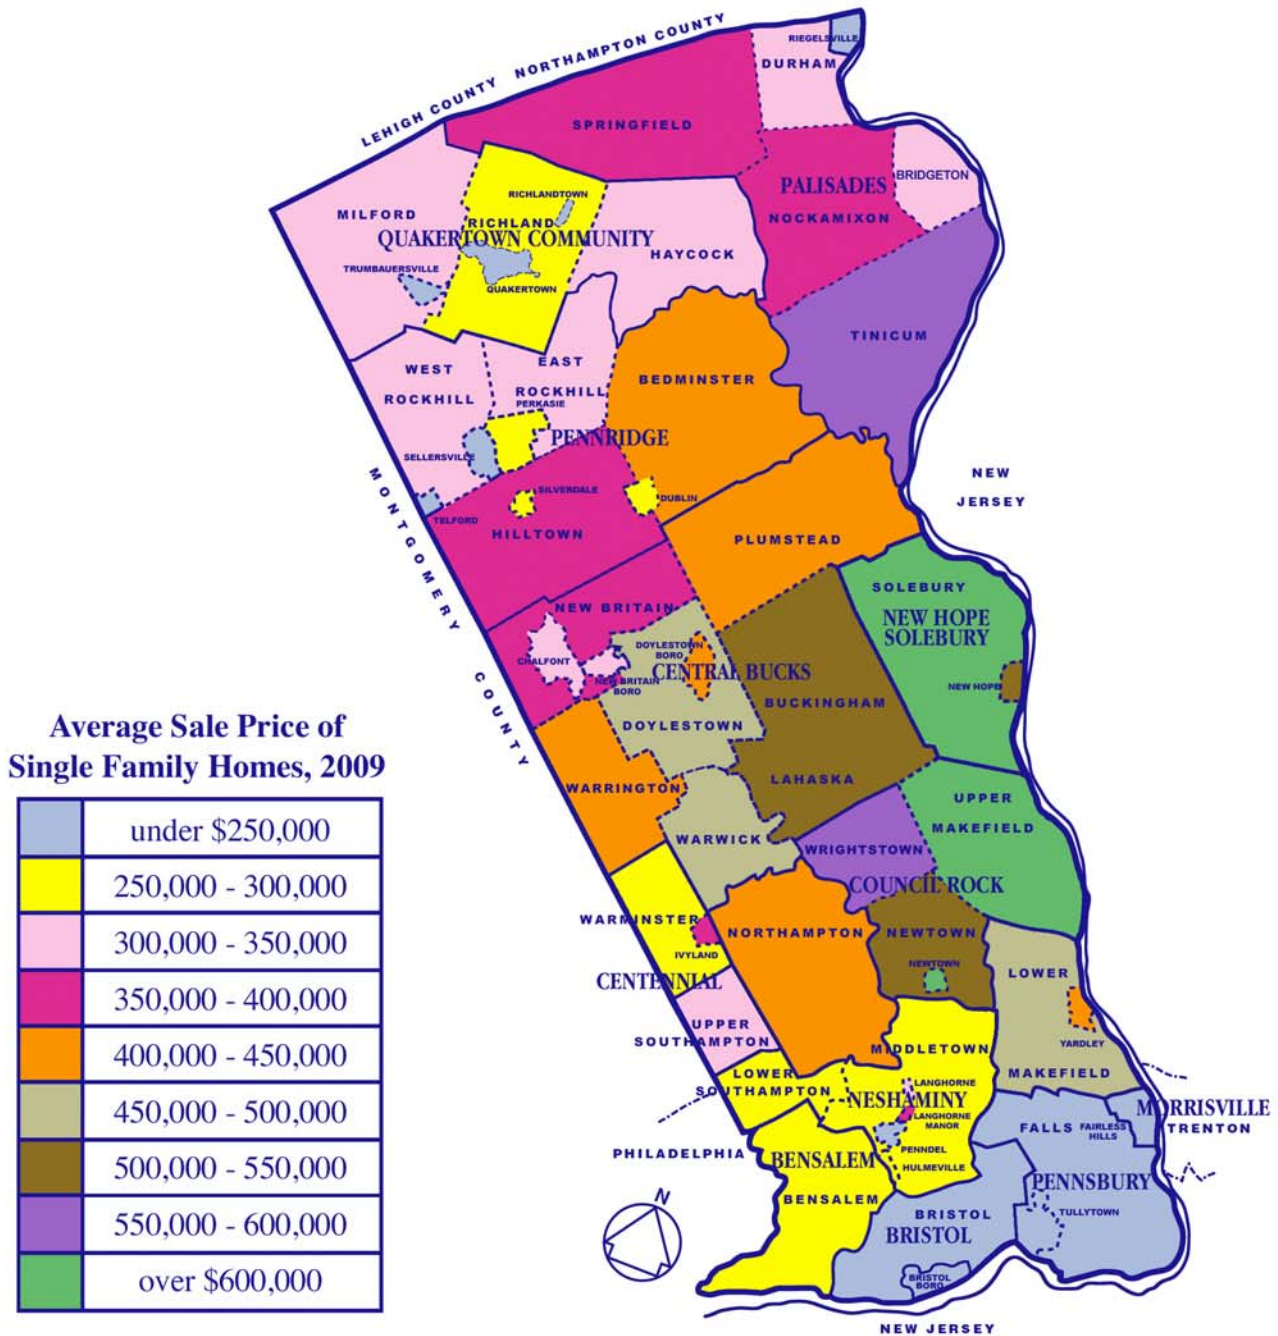 LEHIGH COUNTY NORTHAMPTON COUNTY
RIEGELSVILLE
DURHAM
SPRINGFIELD
BRIDGETON
PALISADES
NOCKAMIXON
RICHLANDTOWN
MILFORD
RICHLAND
QUAKERTOWN COMMUNITY
HAYCOCK
TRUMBAUERSVILLE
QUAKERTOWN
TINICUM
WEST
ROCKHILL
EAST
ROCKHILL
PERKASIE
BEDMINSTER
PENNRIDGE
SELLERSVILLE
NEW
JERSEY
SILVERDALE
DUBLIN
TELFORD
HILLTOWN
PLUMSTEAD
MONTGOMERY COUNTY
SOLEBURY
NEW HOPE
SOLEBURY
NEW BRITAIN
DOYLESTOWN
BORO
CHALFONT
CENTRAL BUCKS
NEW BRITAIN
BORO
NEW HOPE
BUCKINGHAM
DOYLESTOWN
LAHASKA
WARRINGTON
UPPER
MAKEFIELD
WARWICK
WRIGHTSTOWN
COUNCIL ROCK
WARMINSTER
NORTHAMPTON
NEWTOWN
IVYLAND
NEWTOWN
LOWER
CENTENNIAL
UPPER
SOUTHAMPTON
YARDLEY
MIDDLETOWN
LOWER
SOUTHAMPTON
MAKEFIELD
LANGHORNE
NESHAMINY
LANGHORNE
MANOR
MORRISVILLE
TRENTON
FALLS
FAIRLESS
HILLS
PHILADELPHIA
PENNDEL
BENSALEM
HULMEVILLE
PENNSBURY
BENSALEM
BRISTOL
TULLYTOWN
BRISTOL
BRISTOL
BORO
N
NEW JERSEY
Average Sale Price of
Single Family Homes, 2009
under $250,000
250,000 - 300,000
300,000 - 350,000
350,000 - 400,000
400,000 - 450,000
450,000 - 500,000
500,000 - 550,000
550,000 - 600,000
over $600,000